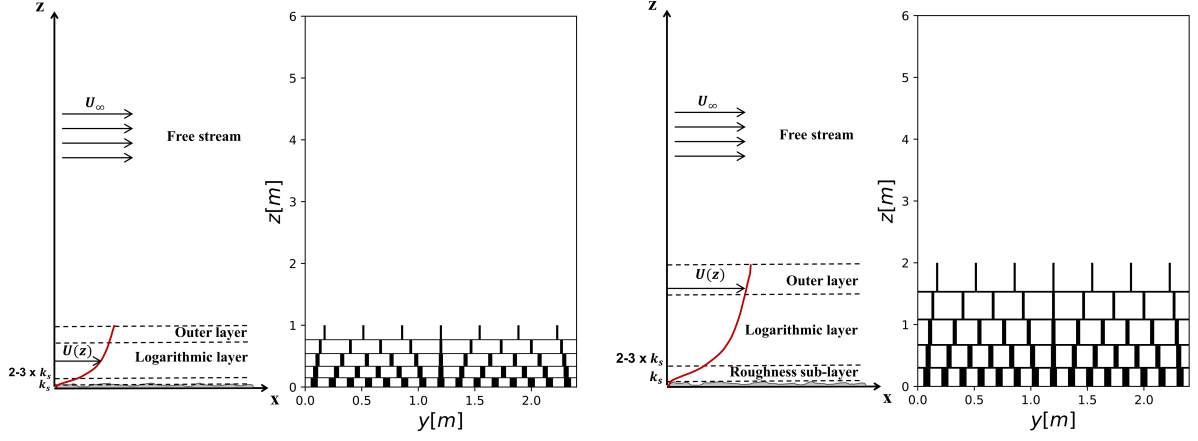 z
U∞
Free stream
Outer layer
U(z)
Logarithmic layer
2-3 x kₛ
kₛ
x
6
5
4
3
2
1
0
z[m]
0.0 0.5 1.0 1.5 2.0
y[m]
z
U∞
Free stream
U(z)
Outer layer
Logarithmic layer
2-3 x kₛ
Roughness sub-layer
kₛ
x
6
5
4
3
2
1
0
z[m]
0.0 0.5 1.0 1.5 2.0
y[m]